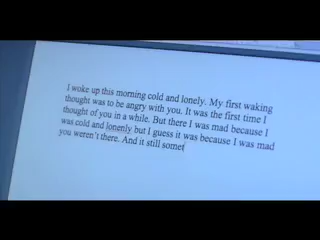 I woke up this morning cold and lonely. My first waking
thought was to be angry with you. It was the first time I
thought of you in a while. But there I was mad because I
was cold and lonenly but I guess it was because I was mad
you weren't there. And it still somet